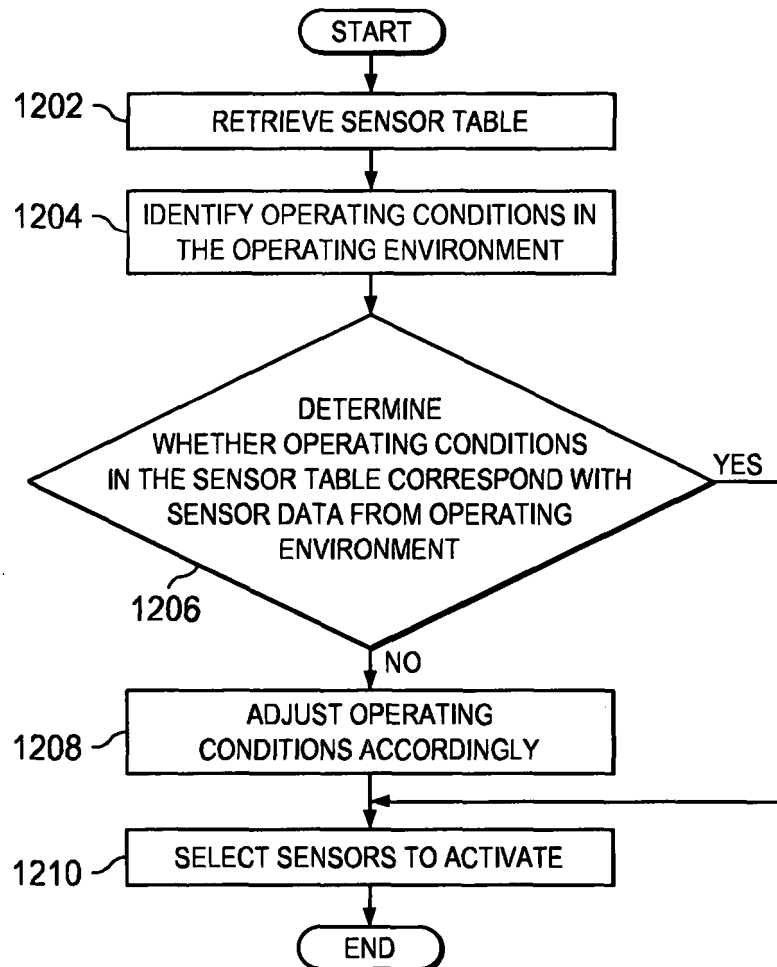 START
1202
RETRIEVE SENSOR TABLE
1204
IDENTIFY OPERATING CONDITIONS IN
THE OPERATING ENVIRONMENT
DETERMINE
WHETHER OPERATING CONDITIONS
IN THE SENSOR TABLE CORRESPOND WITH
SENSOR DATA FROM OPERATING
ENVIRONMENT
YES
1206
NO
1208
ADJUST OPERATING
CONDITIONS ACCORDINGLY
1210
SELECT SENSORS TO ACTIVATE
END